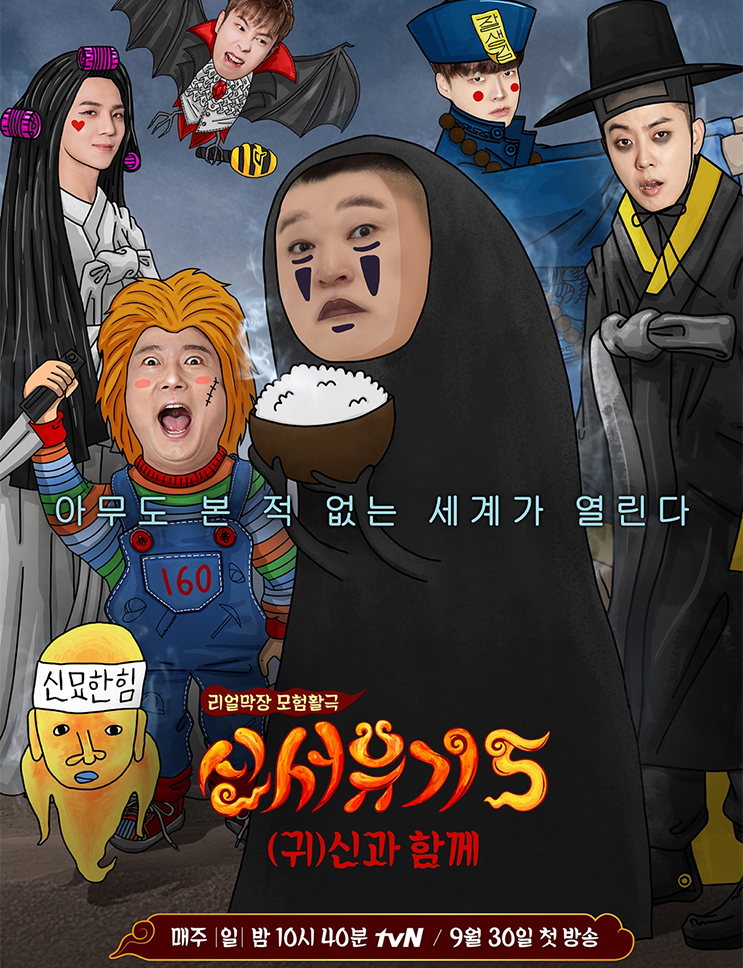 잘생김
아무도 본 적 없는 세계가 열린다
160
신묘한힘
리얼막장 모험활극
신서유기5
(귀)신과 함께
매주 |일| 밤 10시 40분 tvN / 9월 30일 첫 방송